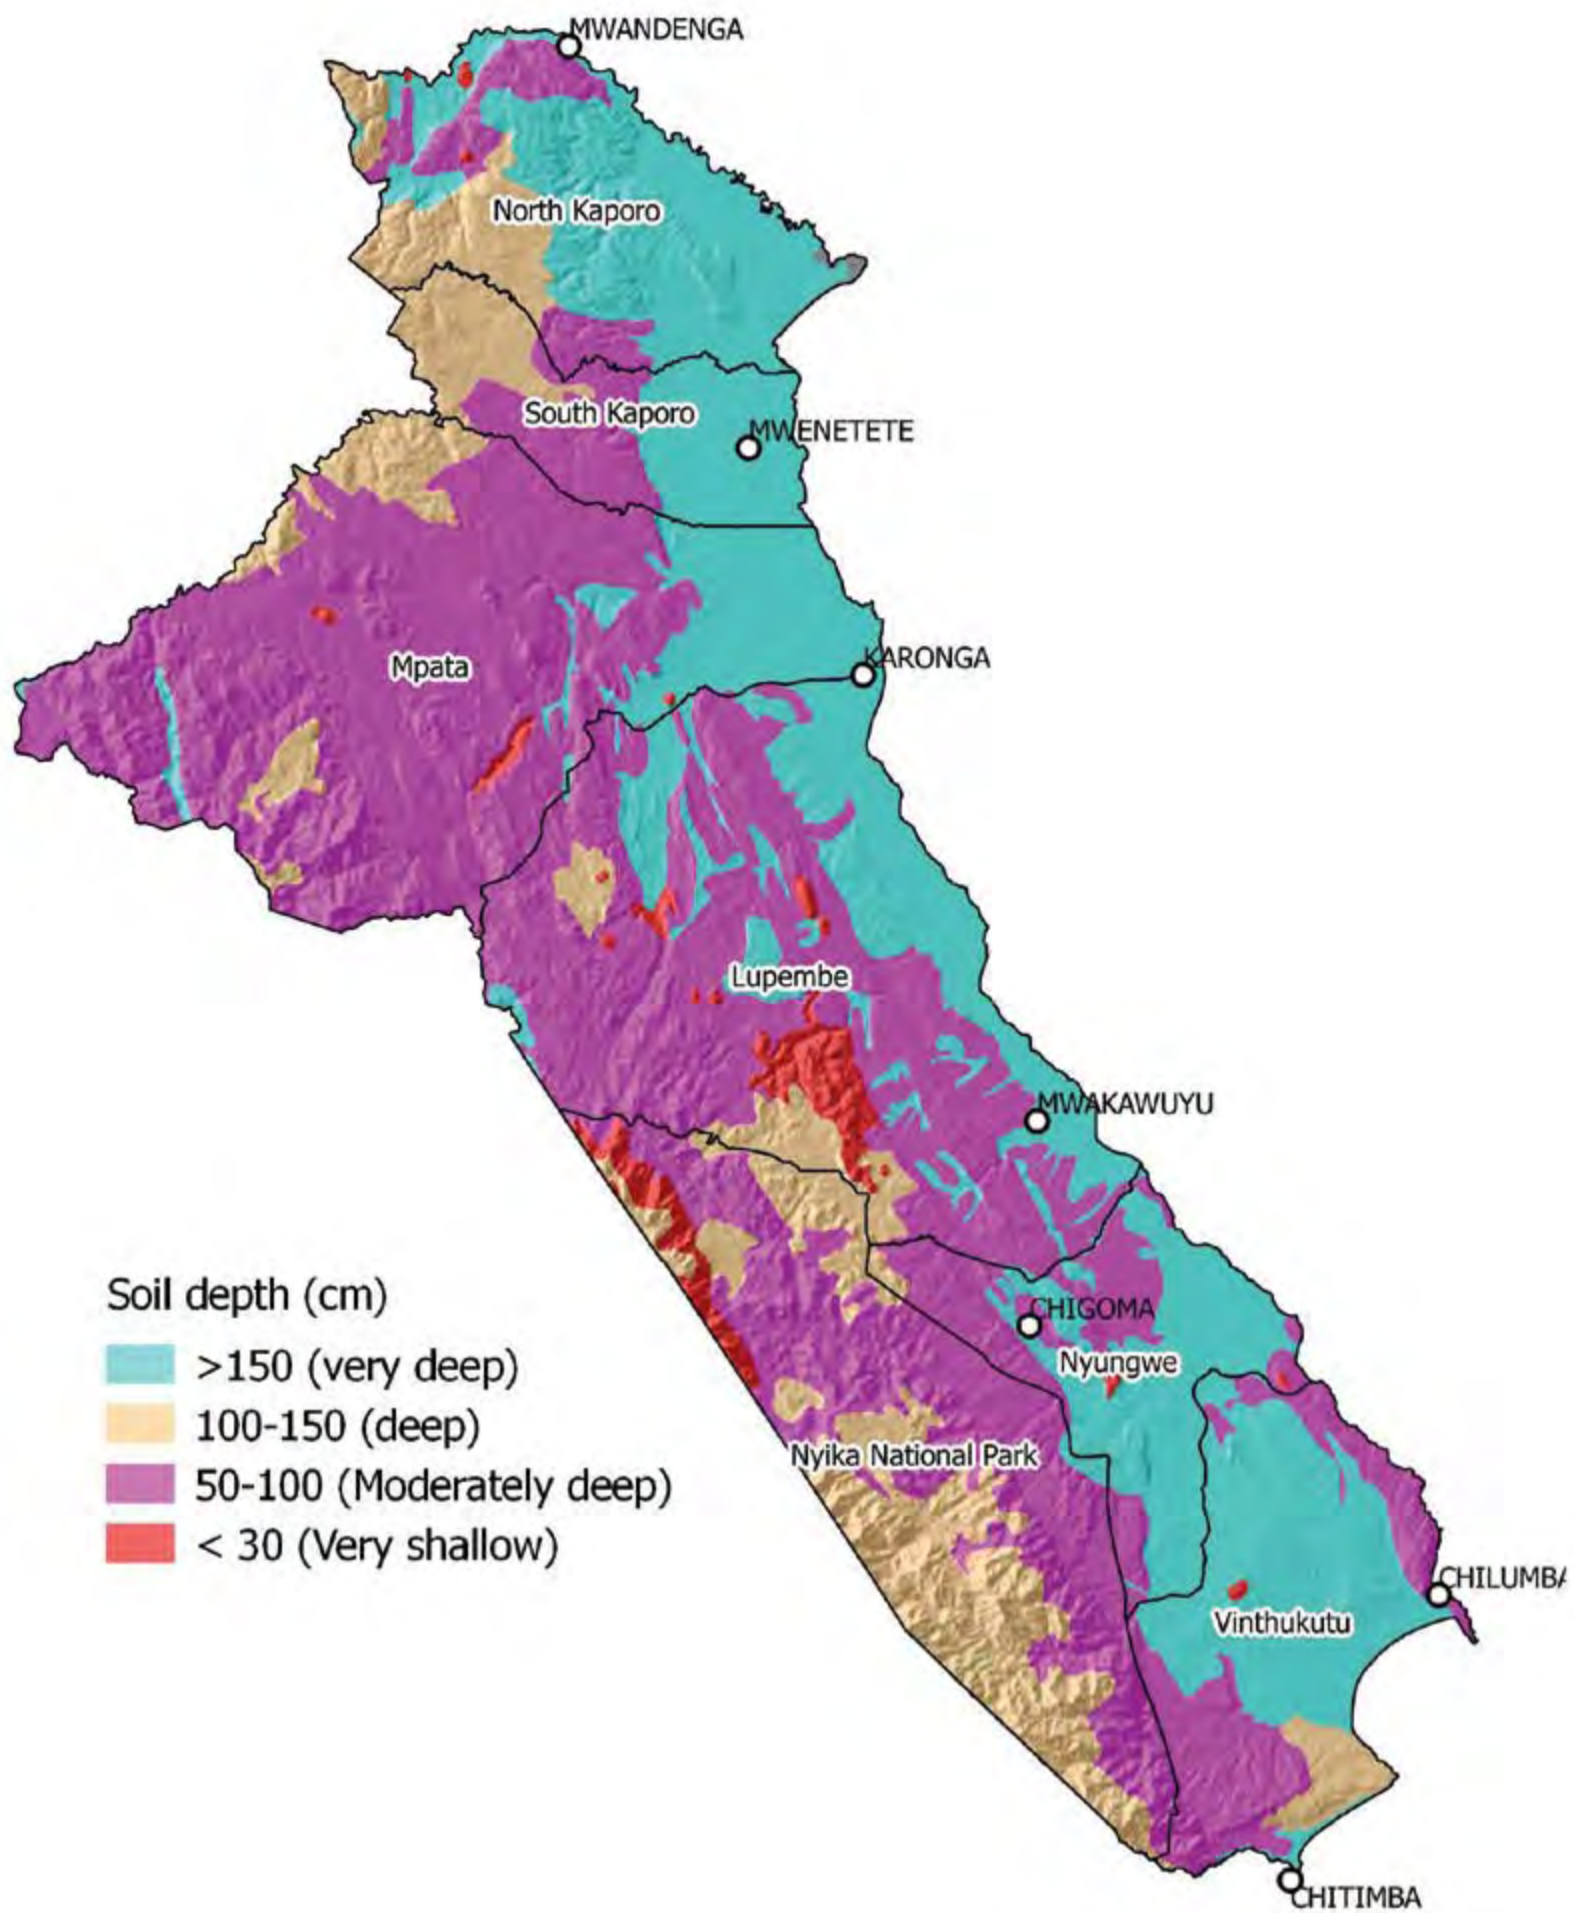 MWANDENGA
North Kaporo
South Kaporo
MWENETETE
KARONGA
Mpata
Lupembe
MWAKAWUYU
Soil depth (cm)
>150 (very deep)
100-150 (deep)
50-100 (Moderately deep)
< 30 (Very shallow)
CHIGOMA
Nyungwe
Nyika National Park
CHILUMBA
Vinthukutu
CHITIMBA